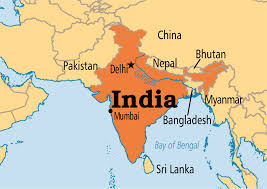 China
Bhutan
Pakistan
Delhi
Nepal
India
Myanmar
Mumbai
Bangladesh
Bay of Bengal
Sri Lanka